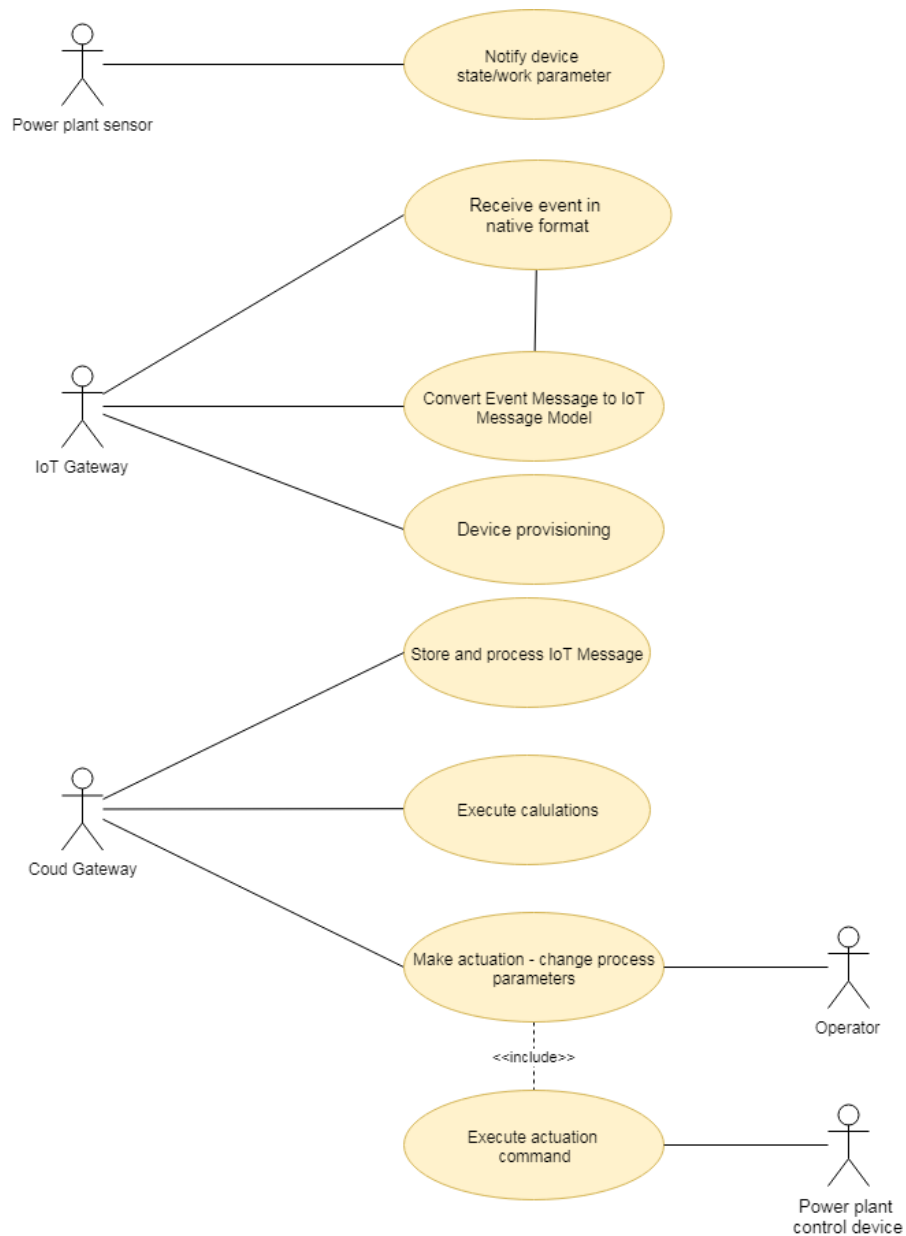 Notify device
state/work parameter
Power plant sensor
Receive event in
native format
Convert Event Message to IoT
Message Model
IoT Gateway
Device provisioning
Store and process IoT Message
Execute calulations
Coud Gateway
Make actuation - change process
parameters
Operator
<<include>>
Execute actuation
command
Power plant
control device